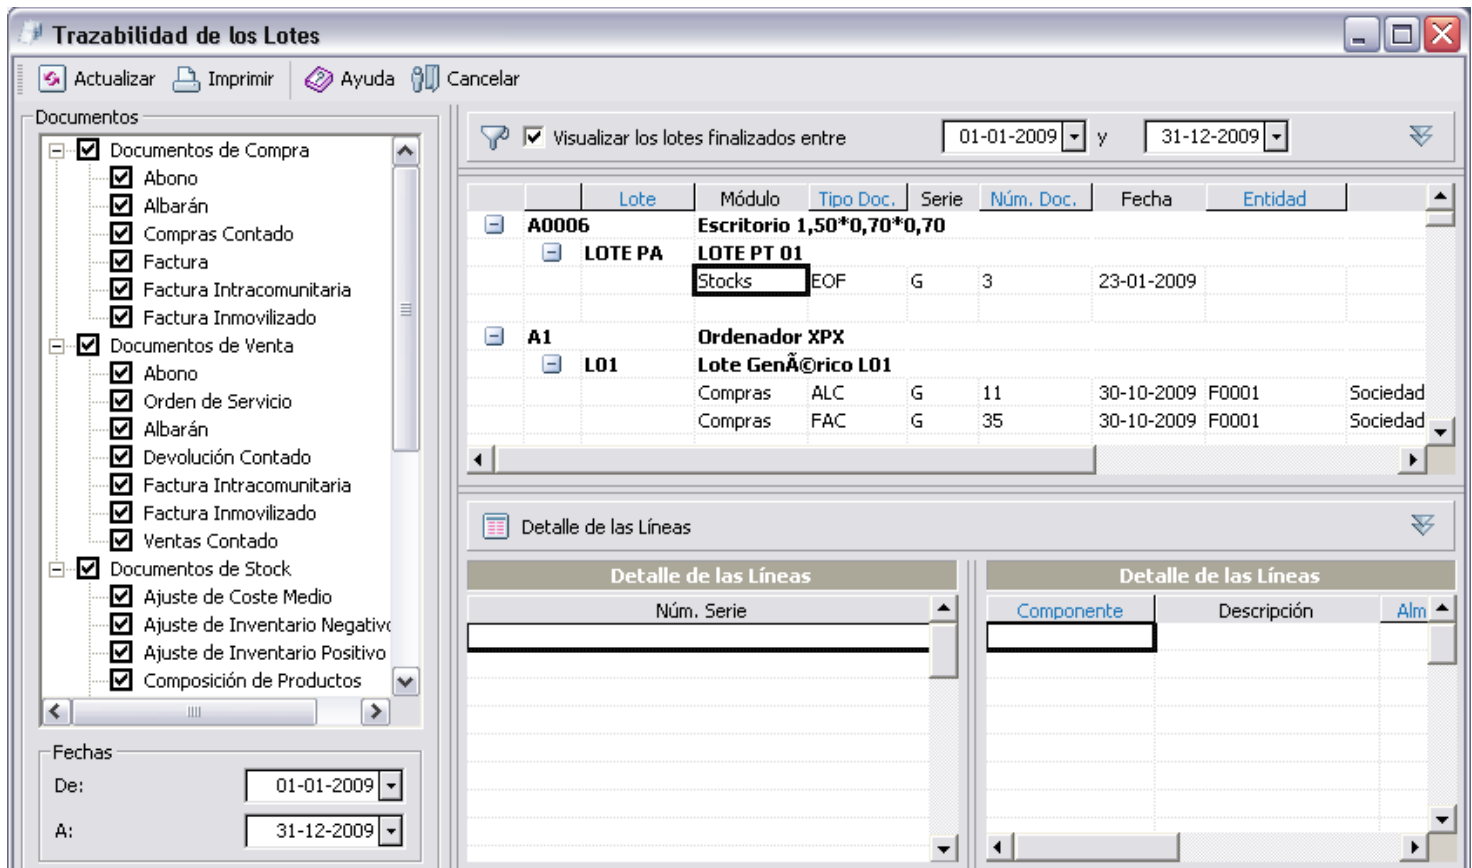 Trazabilidad de los Lotes
Actualizar Imprimir Ayuda Cancelar
Documentos
Documentos de Compra
Abono
Albarán
Compras Contado
Factura
Factura Intracomunitaria
Factura Inmovilizado
Documentos de Venta
Abono
Orden de Servicio
Albarán
Devolución Contado
Factura Intracomunitaria
Factura Inmovilizado
Ventas Contado
Documentos de Stock
Ajuste de Coste Medio
Ajuste de Inventario Negativo
Ajuste de Inventario Positivo
Composición de Productos
Fechas
De: 01-01-2009
A: 31-12-2009
Visualizar los lotes finalizados entre 01-01-2009 y 31-12-2009
Lote Módulo Tipo Doc. Serie Núm. Doc. Fecha Entidad
A0006 Escritorio 1,50*0,70*0,70
LOTE PA LOTE PT 01
Stocks EOF G 3 23-01-2009
A1 Ordenador XPX
L01 Lote GenÃ©rico L01
Compras ALC G 11 30-10-2009 F0001 Sociedad
Compras FAC G 35 30-10-2009 F0001 Sociedad
Detalle de las Líneas
Detalle de las Líneas
Núm. Serie
Detalle de las Líneas
Componente Descripción Alm